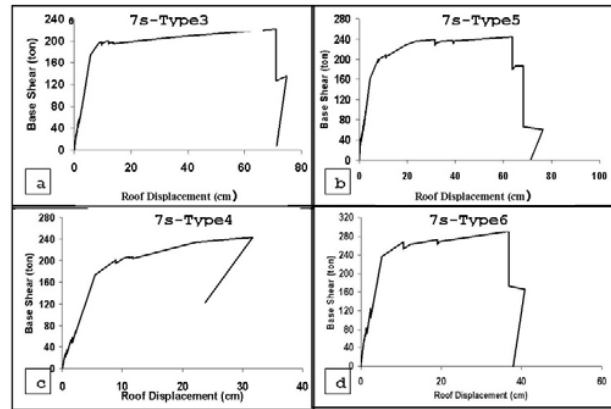 7s-Type3
240
200
160
120
80
40
0
Base Shear (ton)
0 20 40 60 80
Roof Displacement (cm)
a
7s-Type5
280
240
200
160
120
80
40
0
Base Shear (ton)
0 20 40 60 80 100
Roof Displacement (cm)
b
7s-Type4
280
240
200
160
120
80
40
0
Base Shear (ton)
0 10 20 30 40
Roof Displacement (cm)
c
7s-Type6
320
280
240
200
160
120
80
40
0
Base Shear (ton)
0 20 40 60
Roof Displacement (cm)
d